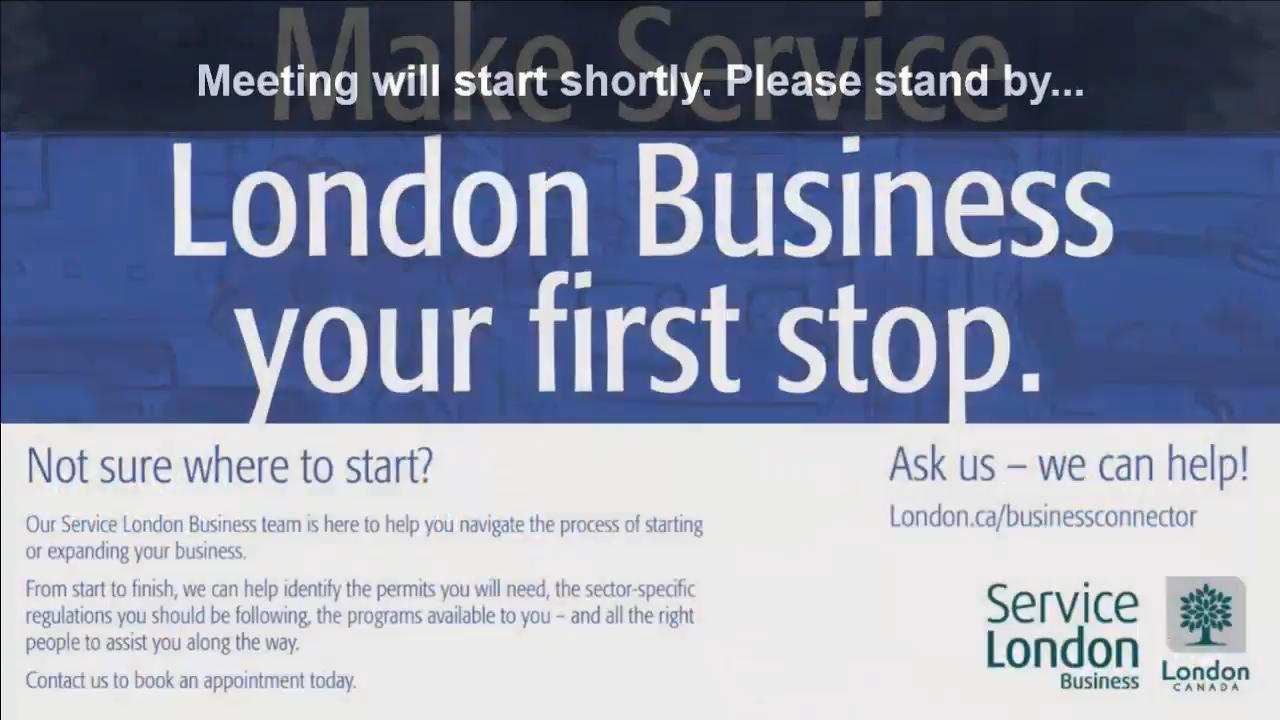 Make Service
Meeting will start shortly. Please stand by...
London Business
your first stop.
Not sure where to start?
Our Service London Business team is here to help you navigate the process of starting
or expanding your business.
From start to finish, we can help identify the permits you will need, the sector-specific
regulations you should be following, the programs available to you – and all the right
people to assist you along the way.
Contact us to book an appointment today.
Ask us – we can help!
London.ca/businessconnector
Service
London
Business
London
CANADA